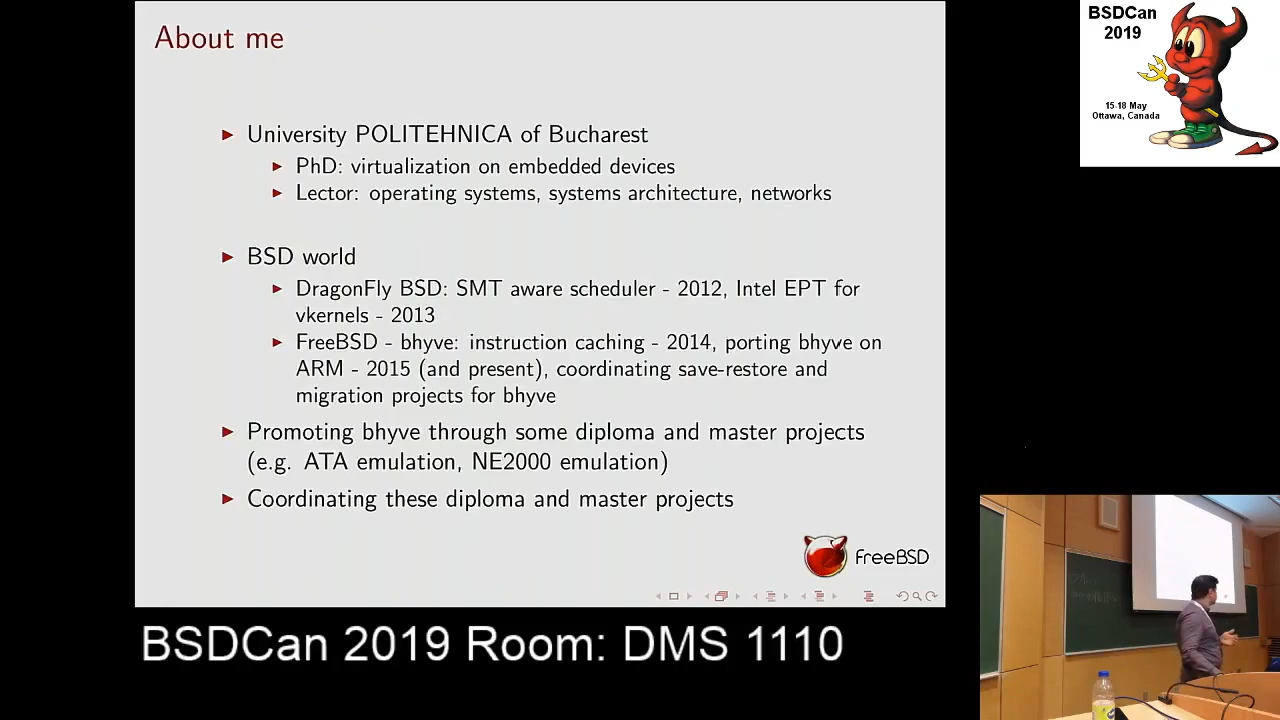 About me
University POLITEHNICA of Bucharest
PhD: virtualization on embedded devices
Lector: operating systems, systems architecture, networks
BSD world
DragonFly BSD: SMT aware scheduler - 2012, Intel EPT for
vkernels - 2013
FreeBSD - bhyve: instruction caching - 2014, porting bhyve on
ARM - 2015 (and present), coordinating save-restore and
migration projects for bhyve
Promoting bhyve through some diploma and master projects
(e.g. ATA emulation, NE2000 emulation)
Coordinating these diploma and master projects
FreeBSD
BSDCan
2019
15-18 May
Ottawa, Canada
BSDCan 2019 Room: DMS 1110